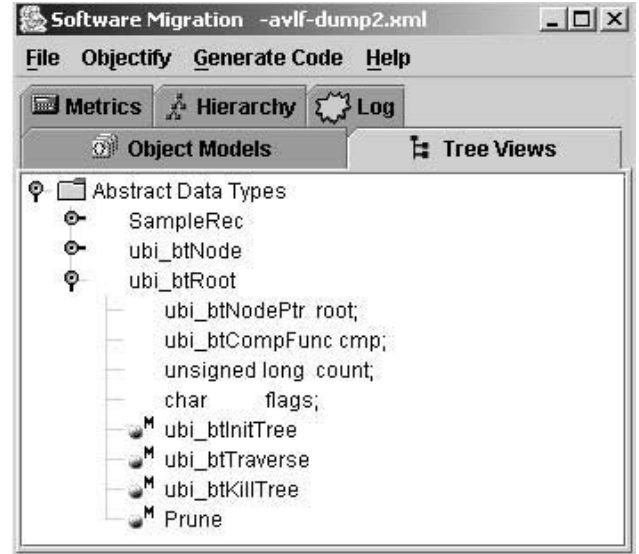 Software Migration -avlf-dump2.xml
File Objectify Generate Code Help
Metrics Hierarchy Log
Object Models Tree Views
Abstract Data Types
SampleRec
ubi_btNode
ubi_btRoot
ubi_btNodePtr root;
ubi_btCompFunc cmp;
unsigned long count;
char flags;
M ubi_btInitTree
M ubi_btTraverse
M ubi_btKillTree
M Prune